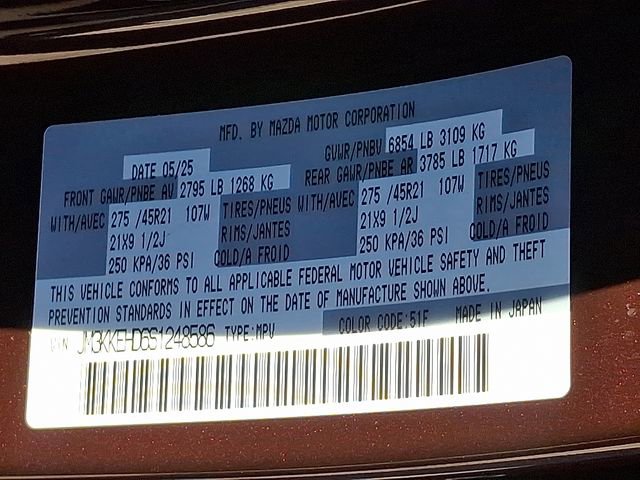 MFD. BY MAZDA MOTOR CORPORATION
DATE 05/25 GVWR/PNBV 6854 LB 3109 KG
FRONT GAWR/PNBE AV 2795 LB 1268 KG REAR GAWR/PNBE AR 3785 LB 1717 KG
WITH/AVEC 275 /45R21 107W TIRES/PNEUS WITH/AVEC 275 /45R21 107W TIRES/PNEUS
21X9 1/2J RIMS/JANTES 21X9 1/2J RIMS/JANTES
250 KPA/36 PSI COLD/A FROID 250 KPA/36 PSI COLD/A FROID
THIS VEHICLE CONFORMS TO ALL APPLICABLE FEDERAL MOTOR VEHICLE SAFETY AND THEFT
PREVENTION STANDARDS IN EFFECT ON THE DATE OF MANUFACTURE SHOWN ABOVE.
VIN JM3KKEHD6S1248586 TYPE:MPV COLOR CODE:51F MADE IN JAPAN